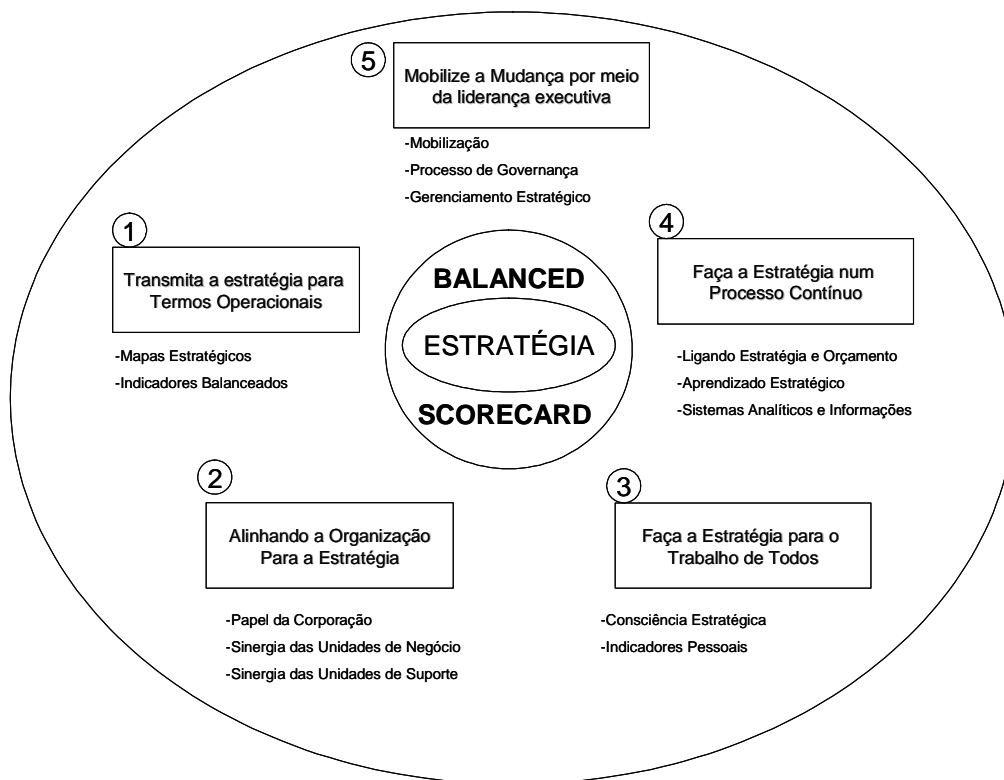 5
Mobilize a Mudança por meio
da liderança executiva
-Mobilização
-Processo de Governança
-Gerenciamento Estratégico
1
Transmita a estratégia para
Termos Operacionais
-Mapas Estratégicos
-Indicadores Balanceados
BALANCED
ESTRATÉGIA
SCORECARD
4
Faça a Estratégia num
Processo Contínuo
-Ligando Estratégia e Orçamento
-Aprendizado Estratégico
-Sistemas Analíticos e Informações
2
Alinhando a Organização
Para a Estratégia
-Papel da Corporação
-Sinergia das Unidades de Negócio
-Sinergia das Unidades de Suporte
3
Faça a Estratégia para o
Trabalho de Todos
-Consciência Estratégica
-Indicadores Pessoais